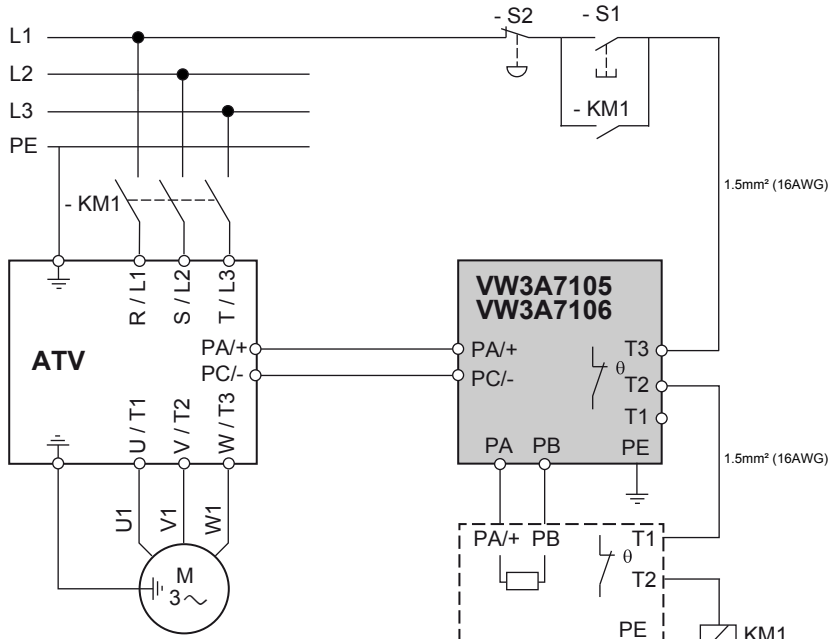 - S2
- S1
L1
L2
L3
PE
- KM1
- KM1
1.5mm² (16AWG)
R / L1
S / L2
T / L3
VW3A7105
VW3A7106
ATV
PA/+
PC/-
PA/+
PC/-
θ
T3
T2
T1
U / T1
V / T2
W / T3
PA
PB
PE
1.5mm² (16AWG)
U1
V1
W1
PA/+
PB
θ
T1
T2
M
3
PE
KM1